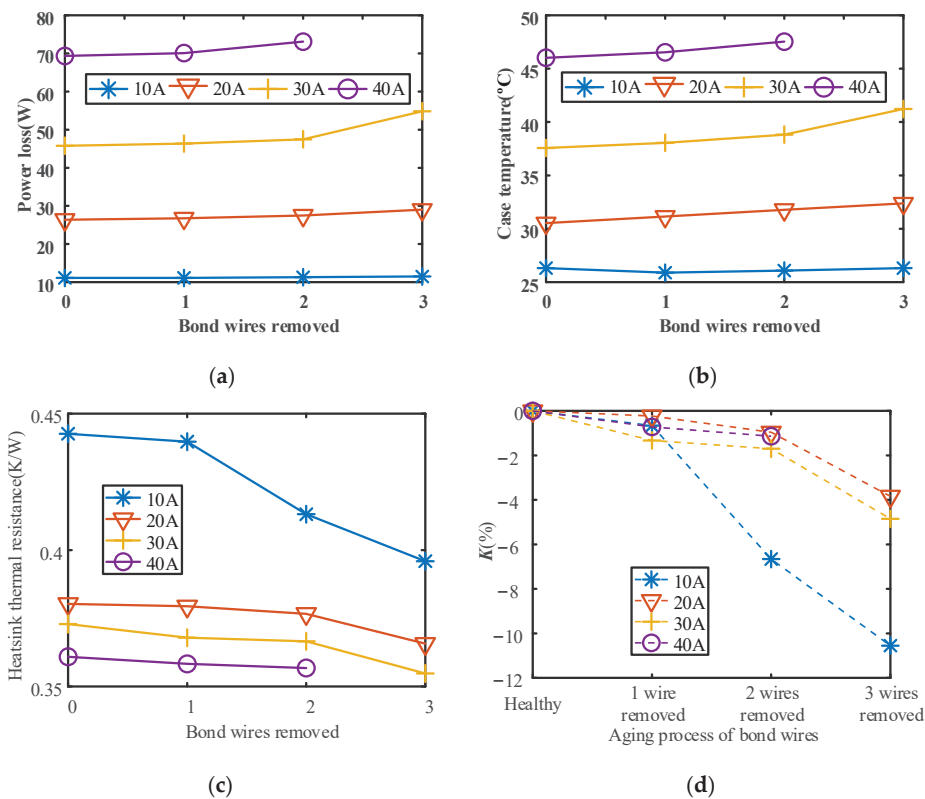 80
70
60
50
40
30
20
10
Power loss(W)
10A 20A 30A 40A
0 1 2 3
Bond wires removed
(a)
50
45
40
35
30
25
Case temperature(°C)
10A 20A 30A 40A
0 1 2 3
Bond wires removed
(b)
0.45
0.4
0.35
Heatsink thermal resistance(K/W)
10A
20A
30A
40A
0 1 2 3
Bond wires removed
(c)
0
−2
−4
−6
−8
−10
−12
K(%)
10A
20A
30A
40A
Healthy 1 wire 2 wires 3 wires
removed removed removed
Aging process of bond wires
(d)